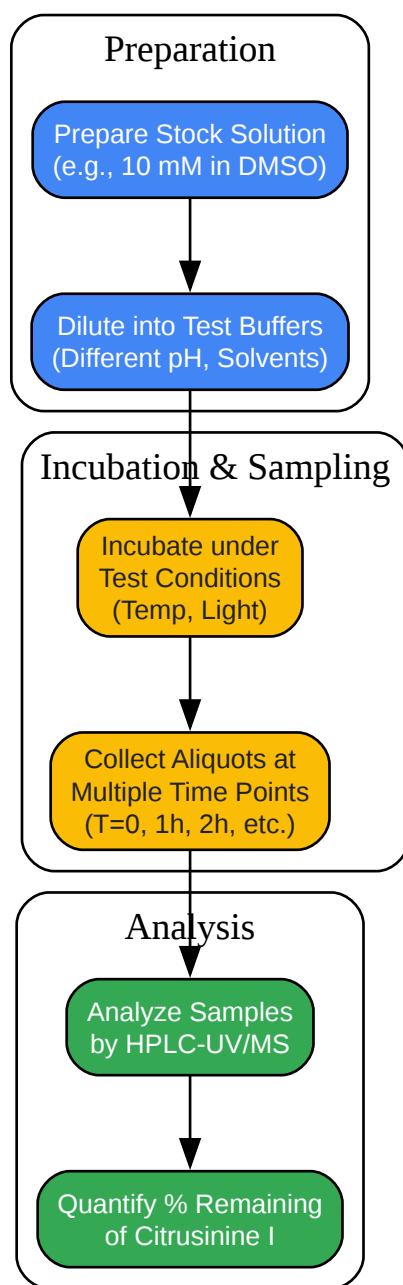 Preparation
Prepare Stock Solution
(e.g., 10 mM in DMSO)
Dilute into Test Buffers
(Different pH, Solvents)
Incubation & Sampling
Incubate under
Test Conditions
(Temp, Light)
Collect Aliquots at
Multiple Time Points
(T=0, 1h, 2h, etc.)
Analysis
Analyze Samples
by HPLC-UV/MS
Quantify % Remaining
of Citrusinine I